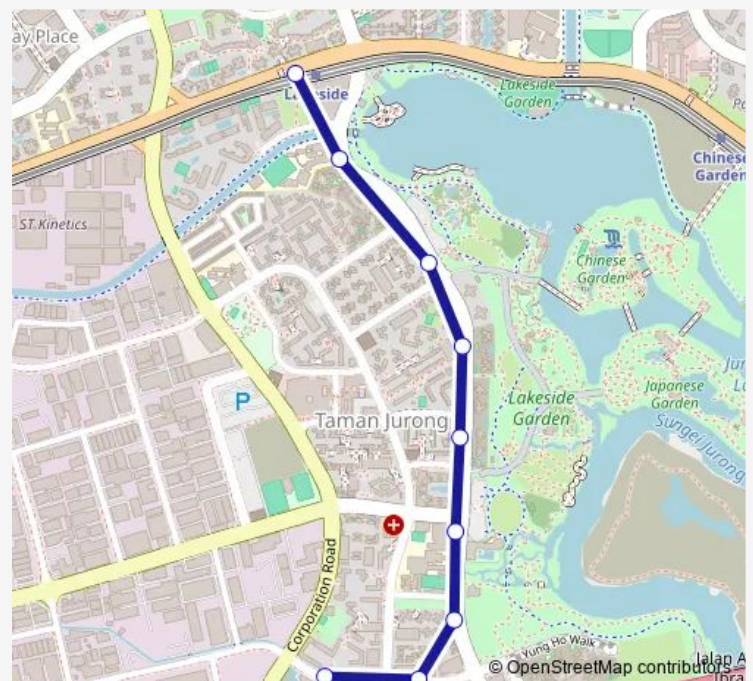 ay Place
Lakeside
Lakeside
Garden
Chinese
Garden
ST Kinetics
Chinese
Garden
P
Lakeside
Garden
Japanese
Garden
Taman Jurong
Sungei Jurong
Corporation Road
Yung Ho Walk
Jalan A
© OpenStreetMap contributors